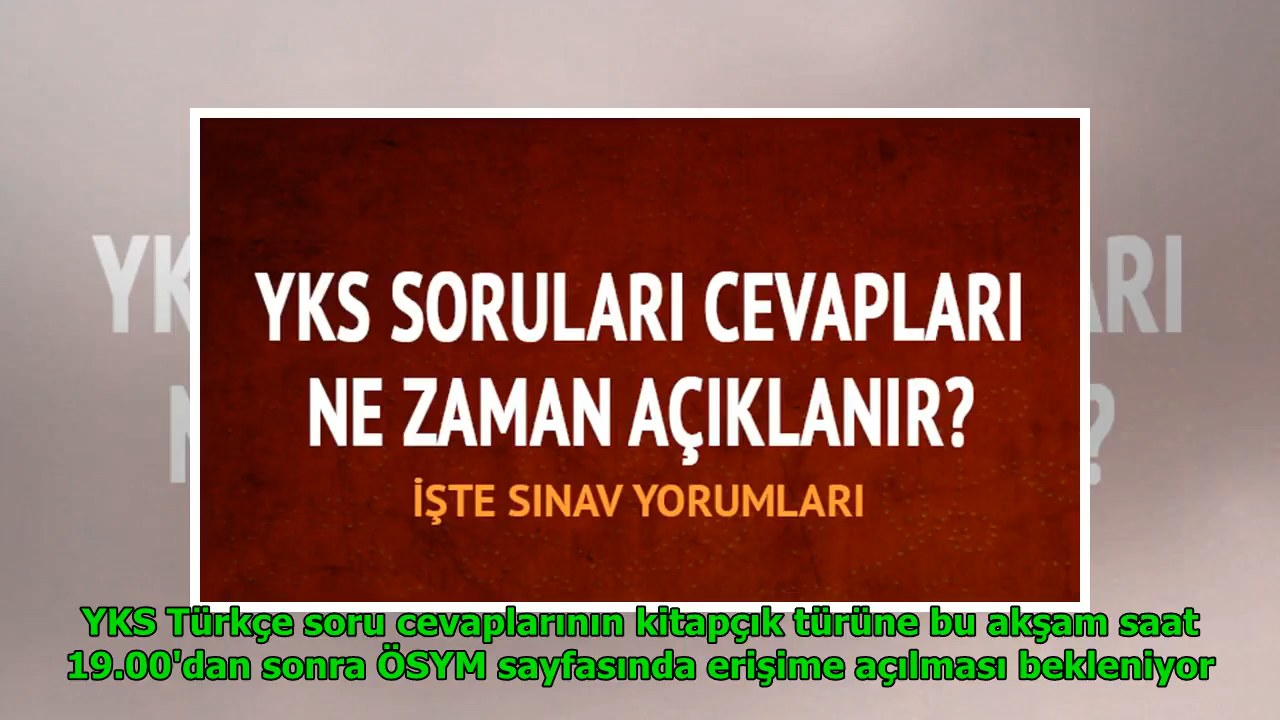 YKS SORULARI CEVAPLARI
NE ZAMAN AÇIKLANIR?
İŞTE SINAV YORUMLARI
YKS Türkçe soru cevaplarının kitapçık türüne bu akşam saat
19.00'dan sonra ÖSYM sayfasında erişime açılması bekleniyor